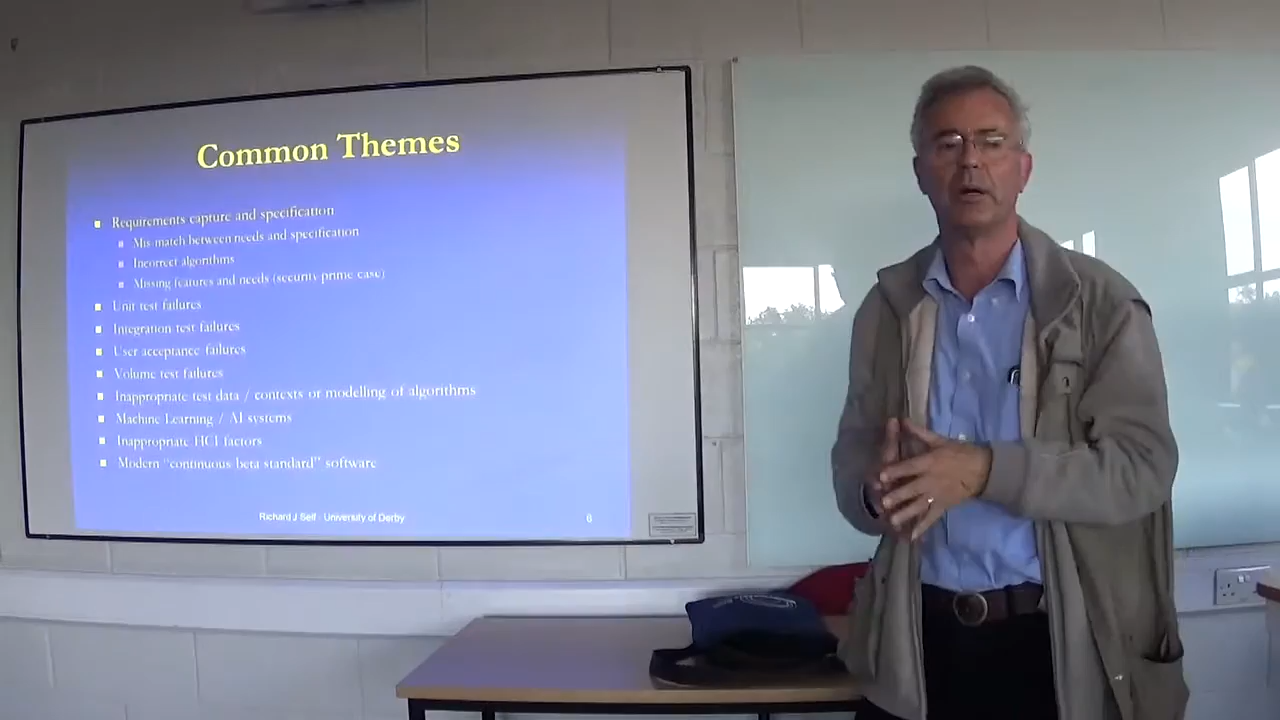 Common Themes
Requirements capture and specification
Mis-match between needs and specification
Incorrect algorithms
Missing features and needs (security prime case)
Unit test failures
Integration test failures
User acceptance failures
Volume test failures
Inappropriate test data / contexts or modelling of algorithms
Machine Learning / AI systems
Inappropriate HCI factors
Modern "continuous beta standard" software
Richard J Self - University of Derby
6